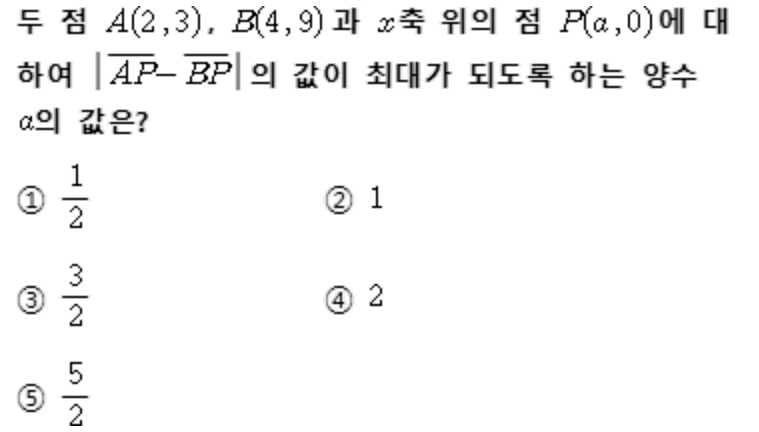 두 점 A(2,3), B(4,9)과 x축 위의 점 P(a,0)에 대
하여 |A̅P̅− B̅P̅|의 값이 최대가 되도록 하는 양수
a의 값은?
① 1/2 ② 1
③ 3/2 ④ 2
⑤ 5/2